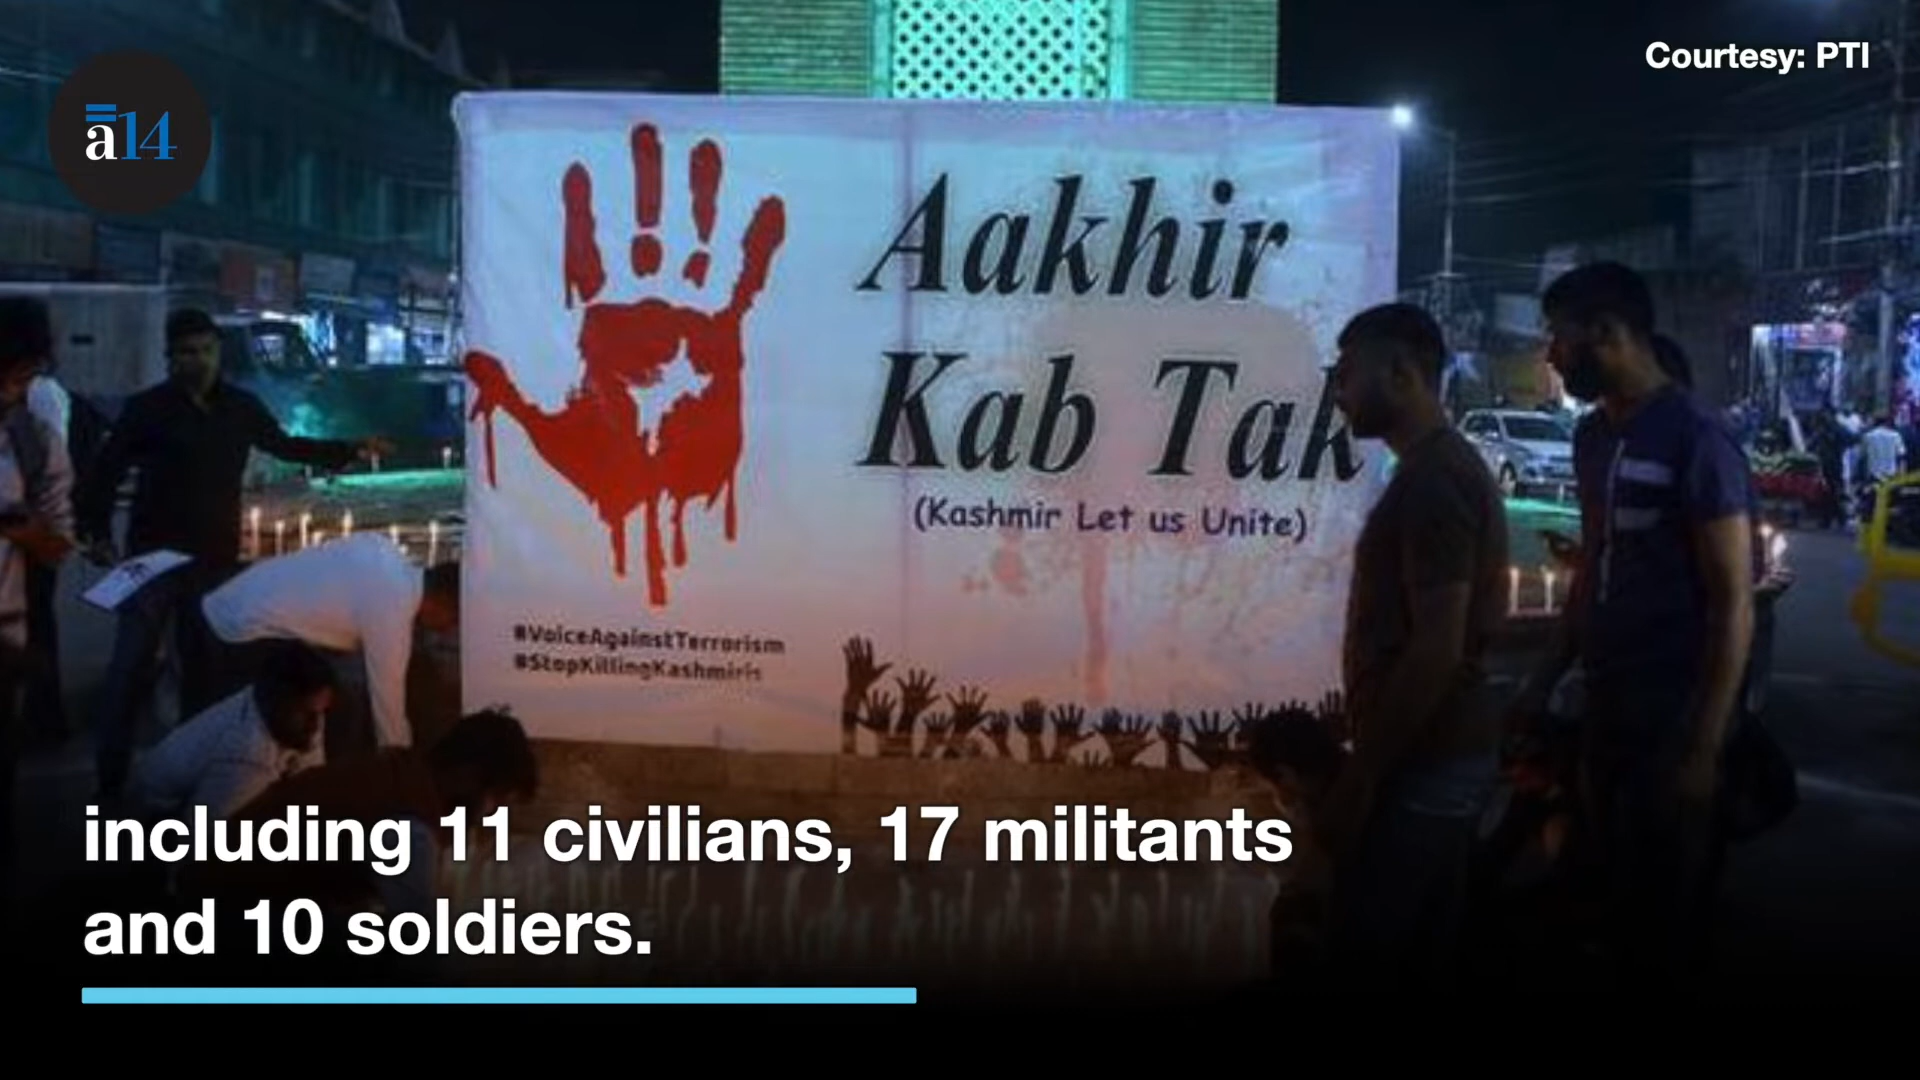 Courtesy: PTI
a14
Aakhir
Kab Tak
(Kashmir Let us Unite)
#VoiceAgainstTerrorism
#StopKillingKashmiris
including 11 civilians, 17 militants
and 10 soldiers.